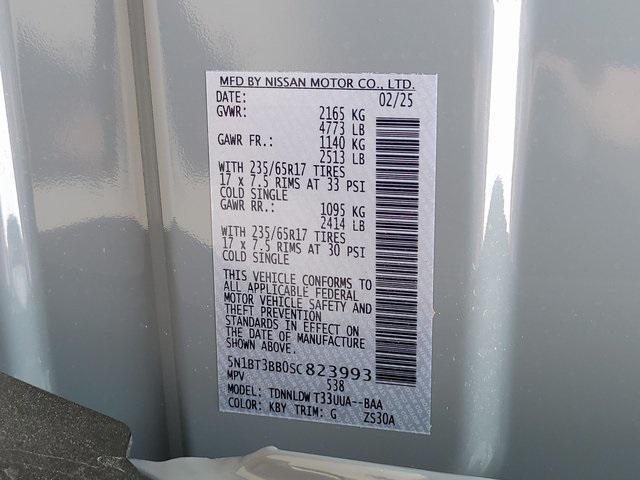 MFD BY NISSAN MOTOR CO., LTD.
DATE: 02/25
GVWR: 2165 KG
4773 LB
GAWR FR.: 1140 KG
2513 LB
WITH 235/65R17 TIRES
17 x 7.5 RIMS AT 33 PSI
COLD SINGLE
GAWR RR.: 1095 KG
2414 LB
WITH 235/65R17 TIRES
17 x 7.5 RIMS AT 30 PSI
COLD SINGLE
THIS VEHICLE CONFORMS TO
ALL APPLICABLE FEDERAL
MOTOR VEHICLE SAFETY AND
THEFT PREVENTION
STANDARDS IN EFFECT ON
THE DATE OF MANUFACTURE
SHOWN ABOVE.
5N1BT3BB0SC823993
MPV 538
MODEL: TDNNLDW T33UUA--BAA
COLOR: KBY TRIM: G ZS30A